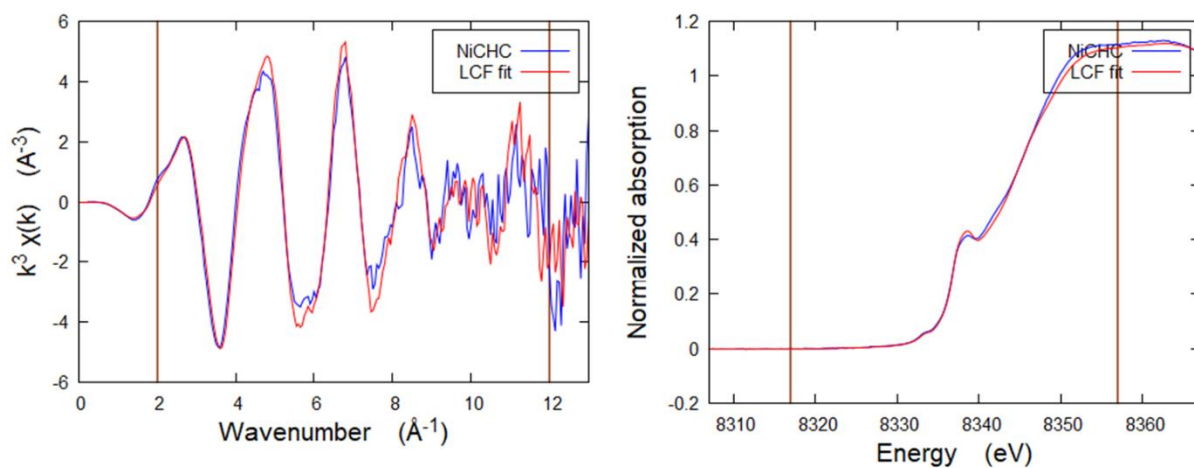 6
4
2
0
-2
-4
-6
0 2 4 6 8 10 12
k³ χ(k) (A⁻³)
Wavenumber (Å⁻¹)
NiCHC
LCF fit
1.2
1
0.8
0.6
0.4
0.2
0
-0.2
8310 8320 8330 8340 8350 8360
Normalized absorption
Energy (eV)
NiCHC
LCF fit